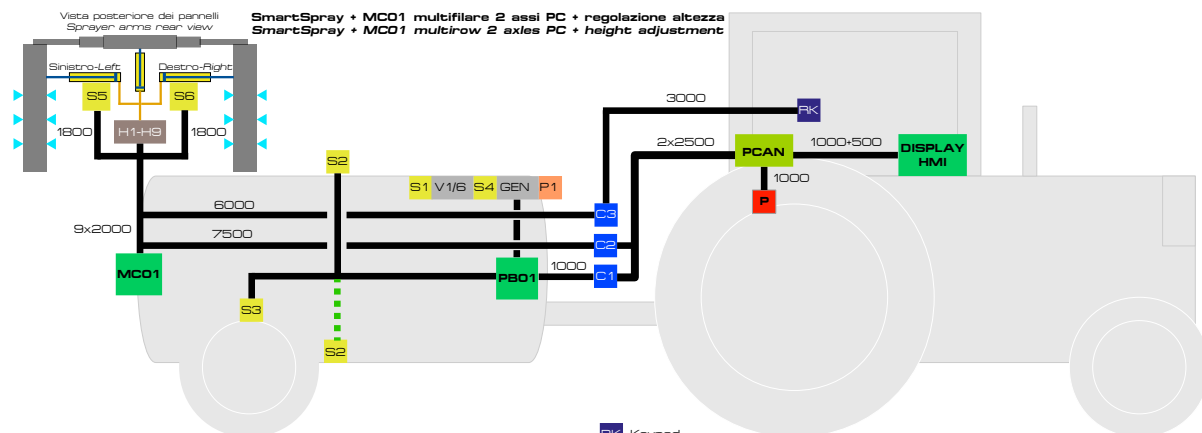 Vista posteriore dei pannelli
Sprayer arms rear view
SmartSpray + MC01 multifilare 2 assi PC + regolazione altezza
SmartSpray + MC01 multirow 2 axles PC + height adjustment
Sinistro-Left
Destro-Right
S5
S6
H1-H9
1800
1800
3000
RK
2x2500
PCAN
1000+500
DISPLAY
HMI
1000
P
S2
S1
V1/6
S4
GEN
P1
6000
C3
9x2000
7500
C2
MC01
PB01
1000
C1
S3
S2